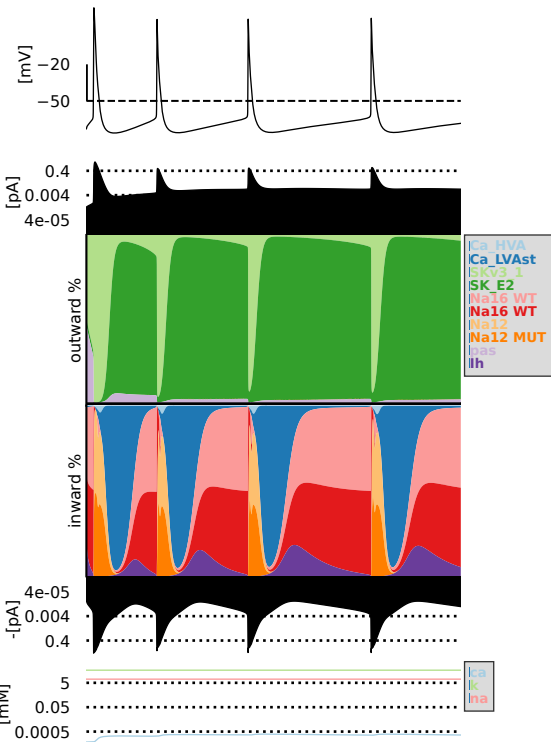 [mV]
−20
−50
[pA]
0.4
0.004
4e-05
outward %
Ca_HVA
Ca_LVAst
SKv3_1
SK_E2
Na16 WT
Na16 WT
Na12
Na12 MUT
pas
Ih
inward %
-[pA]
4e-05
0.004
0.4
[mM]
5
0.05
0.0005
ca
k
na